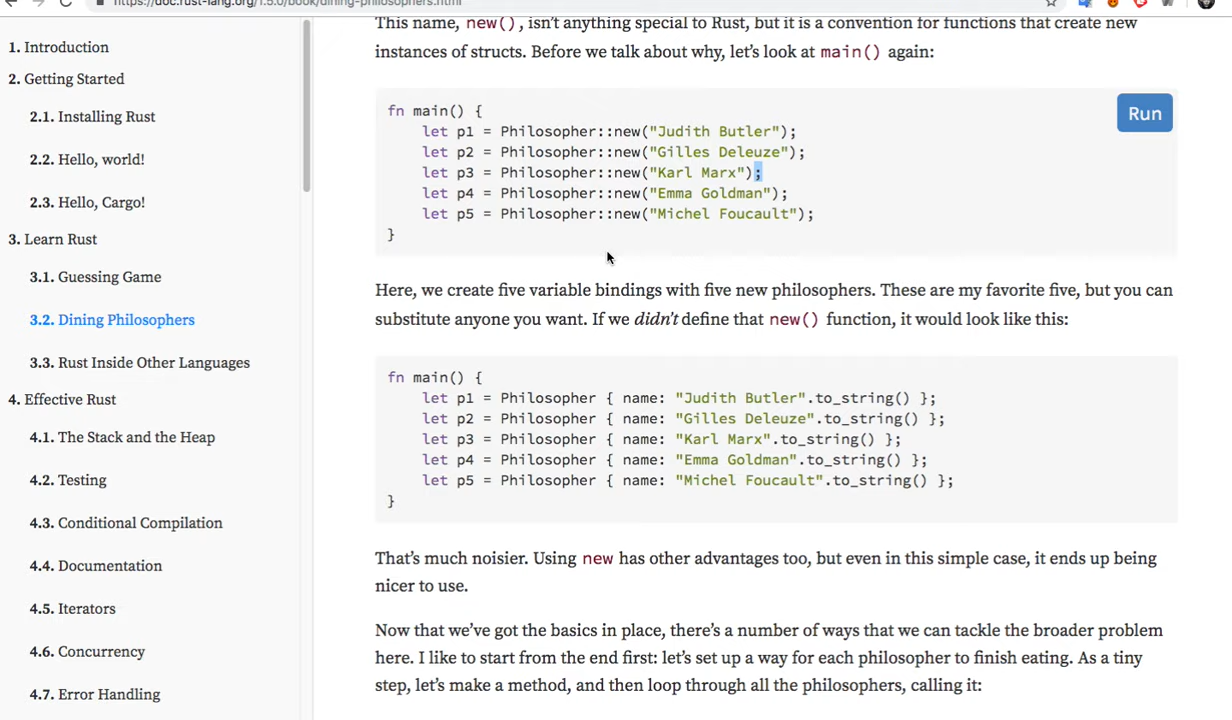 https://doc.rust-lang.org/1.5.0/book/dining-philosophers.html
1. Introduction
2. Getting Started
2.1. Installing Rust
2.2. Hello, world!
2.3. Hello, Cargo!
3. Learn Rust
3.1. Guessing Game
3.2. Dining Philosophers
3.3. Rust Inside Other Languages
4. Effective Rust
4.1. The Stack and the Heap
4.2. Testing
4.3. Conditional Compilation
4.4. Documentation
4.5. Iterators
4.6. Concurrency
4.7. Error Handling
This name, new(), isn’t anything special to Rust, but it is a convention for functions that create new
instances of structs. Before we talk about why, let’s look at main() again:
Run
fn main() {
let p1 = Philosopher::new("Judith Butler");
let p2 = Philosopher::new("Gilles Deleuze");
let p3 = Philosopher::new("Karl Marx");
let p4 = Philosopher::new("Emma Goldman");
let p5 = Philosopher::new("Michel Foucault");
}
Here, we create five variable bindings with five new philosophers. These are my favorite five, but you can
substitute anyone you want. If we didn’t define that new() function, it would look like this:
fn main() {
let p1 = Philosopher { name: "Judith Butler".to_string() };
let p2 = Philosopher { name: "Gilles Deleuze".to_string() };
let p3 = Philosopher { name: "Karl Marx".to_string() };
let p4 = Philosopher { name: "Emma Goldman".to_string() };
let p5 = Philosopher { name: "Michel Foucault".to_string() };
}
That’s much noisier. Using new has other advantages too, but even in this simple case, it ends up being
nicer to use.
Now that we’ve got the basics in place, there’s a number of ways that we can tackle the broader problem
here. I like to start from the end first: let’s set up a way for each philosopher to finish eating. As a tiny
step, let’s make a method, and then loop through all the philosophers, calling it: